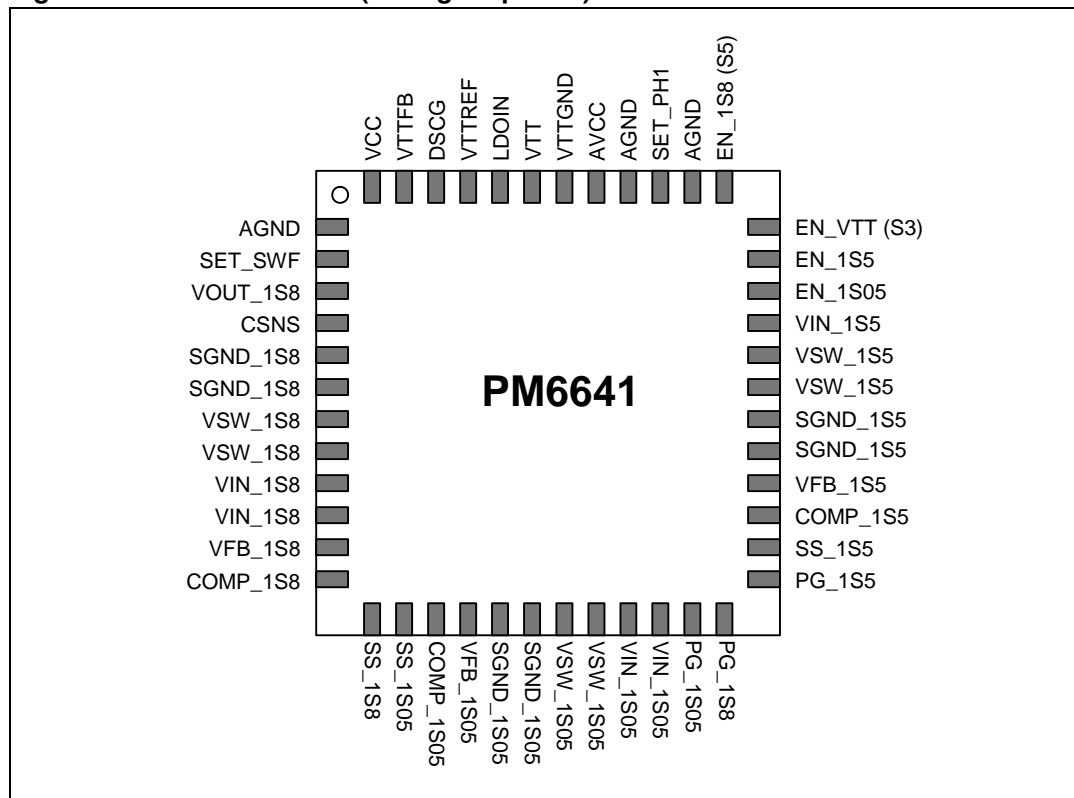 VCC
VTTFB
DSCG
VTTREF
LDOIN
VTT
VTTGND
AVCC
AGND
SET_PH1
AGND
EN_1S8 (S5)
AGND
SET_SWF
VOUT_1S8
CSNS
SGND_1S8
SGND_1S8
VSW_1S8
VSW_1S8
VIN_1S8
VIN_1S8
VFB_1S8
COMP_1S8
PM6641
EN_VTT (S3)
EN_1S5
EN_1S05
VIN_1S5
VSW_1S5
VSW_1S5
SGND_1S5
SGND_1S5
VFB_1S5
COMP_1S5
SS_1S5
PG_1S5
SS_1S8
SS_1S05
COMP_1S05
VFB_1S05
SGND_1S05
SGND_1S05
VSW_1S05
VSW_1S05
VIN_1S05
VIN_1S05
PG_1S05
PG_1S8